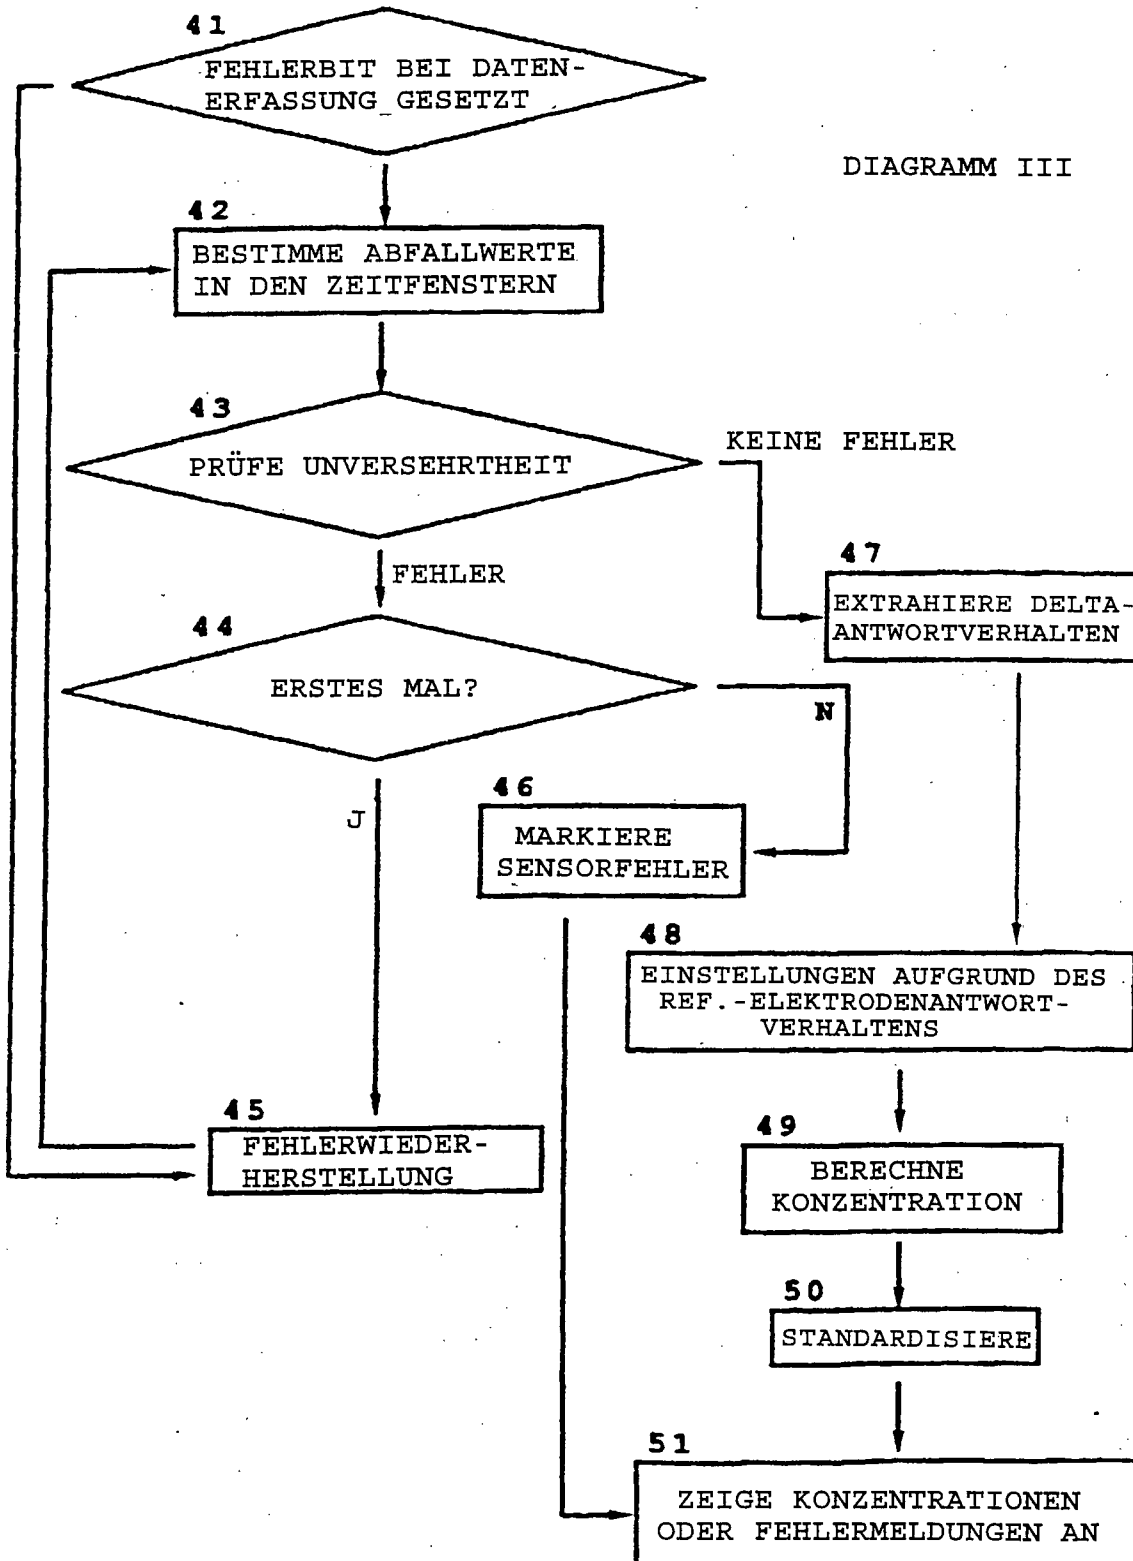 41
FEHLERBIT BEI DATEN-
ERFASSUNG GESETZT
DIAGRAMM III
42
BESTIMME ABFALLWERTE
IN DEN ZEITFENSTERN
43
PRÜFE UNVERSEHRTHEIT
KEINE FEHLER
FEHLER
47
EXTRAHIERE DELTA-
ANTWORTVERHALTEN
44
ERSTES MAL?
N
J
46
MARKIERE
SENSORFEHLER
48
EINSTELLUNGEN AUFGRUND DES
REF.-ELEKTRODENANTWORT-
VERHALTENS
45
FEHLERWIEDER-
HERSTELLUNG
49
BERECHNE
KONZENTRATION
50
STANDARDISIERE
51
ZEIGE KONZENTRATIONEN
ODER FEHLERMELDUNGEN AN